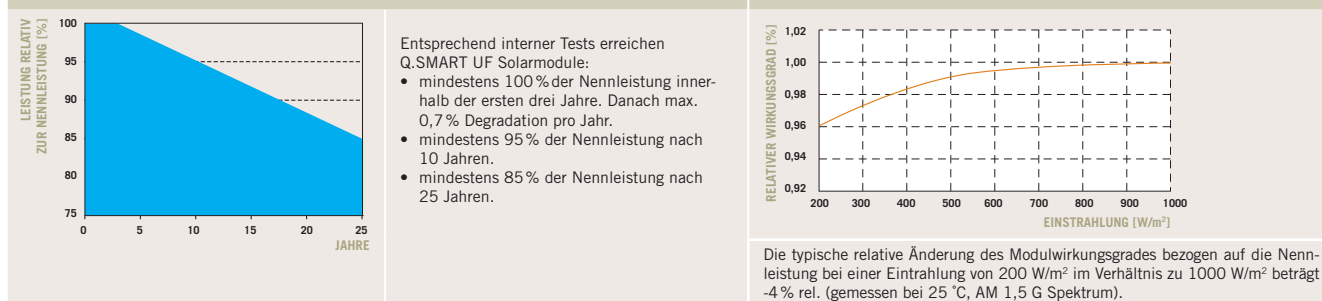 LEISTUNG RELATIV
ZUR NENNLEISTUNG [%]
100
95
90
85
80
75
0 5 10 15 20 25
JAHRE
Entsprechend interner Tests erreichen
Q.SMART UF Solarmodule:
• mindestens 100 % der Nennleistung inner-
halb der ersten drei Jahre. Danach max.
0,7 % Degradation pro Jahr.
• mindestens 95 % der Nennleistung nach
10 Jahren.
• mindestens 85 % der Nennleistung nach
25 Jahren.
RELATIVER WIRKUNGSGRAD [%]
1,02
1,00
0,98
0,96
0,94
0,92
200 300 400 500 600 700 800 900 1000
EINSTRAHLUNG [W/m²]
Die typische relative Änderung des Modulwirkungsgrades bezogen auf die Nenn-
leistung bei einer Eintrahlung von 200 W/m² im Verhältnis zu 1000 W/m² beträgt
-4 % rel. (gemessen bei 25 ˚C, AM 1,5 G Spektrum).